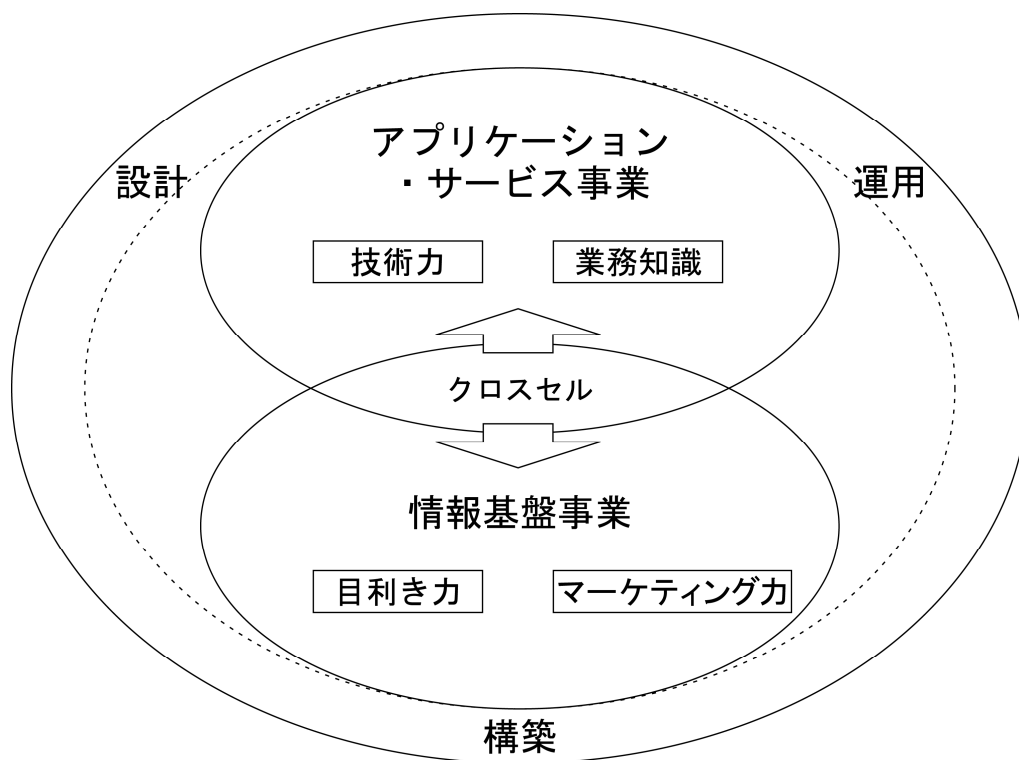 アプリケーション
・サービス事業
設計
運用
技術力
業務知識
クロスセル
情報基盤事業
目利き力
マーケティング力
構築